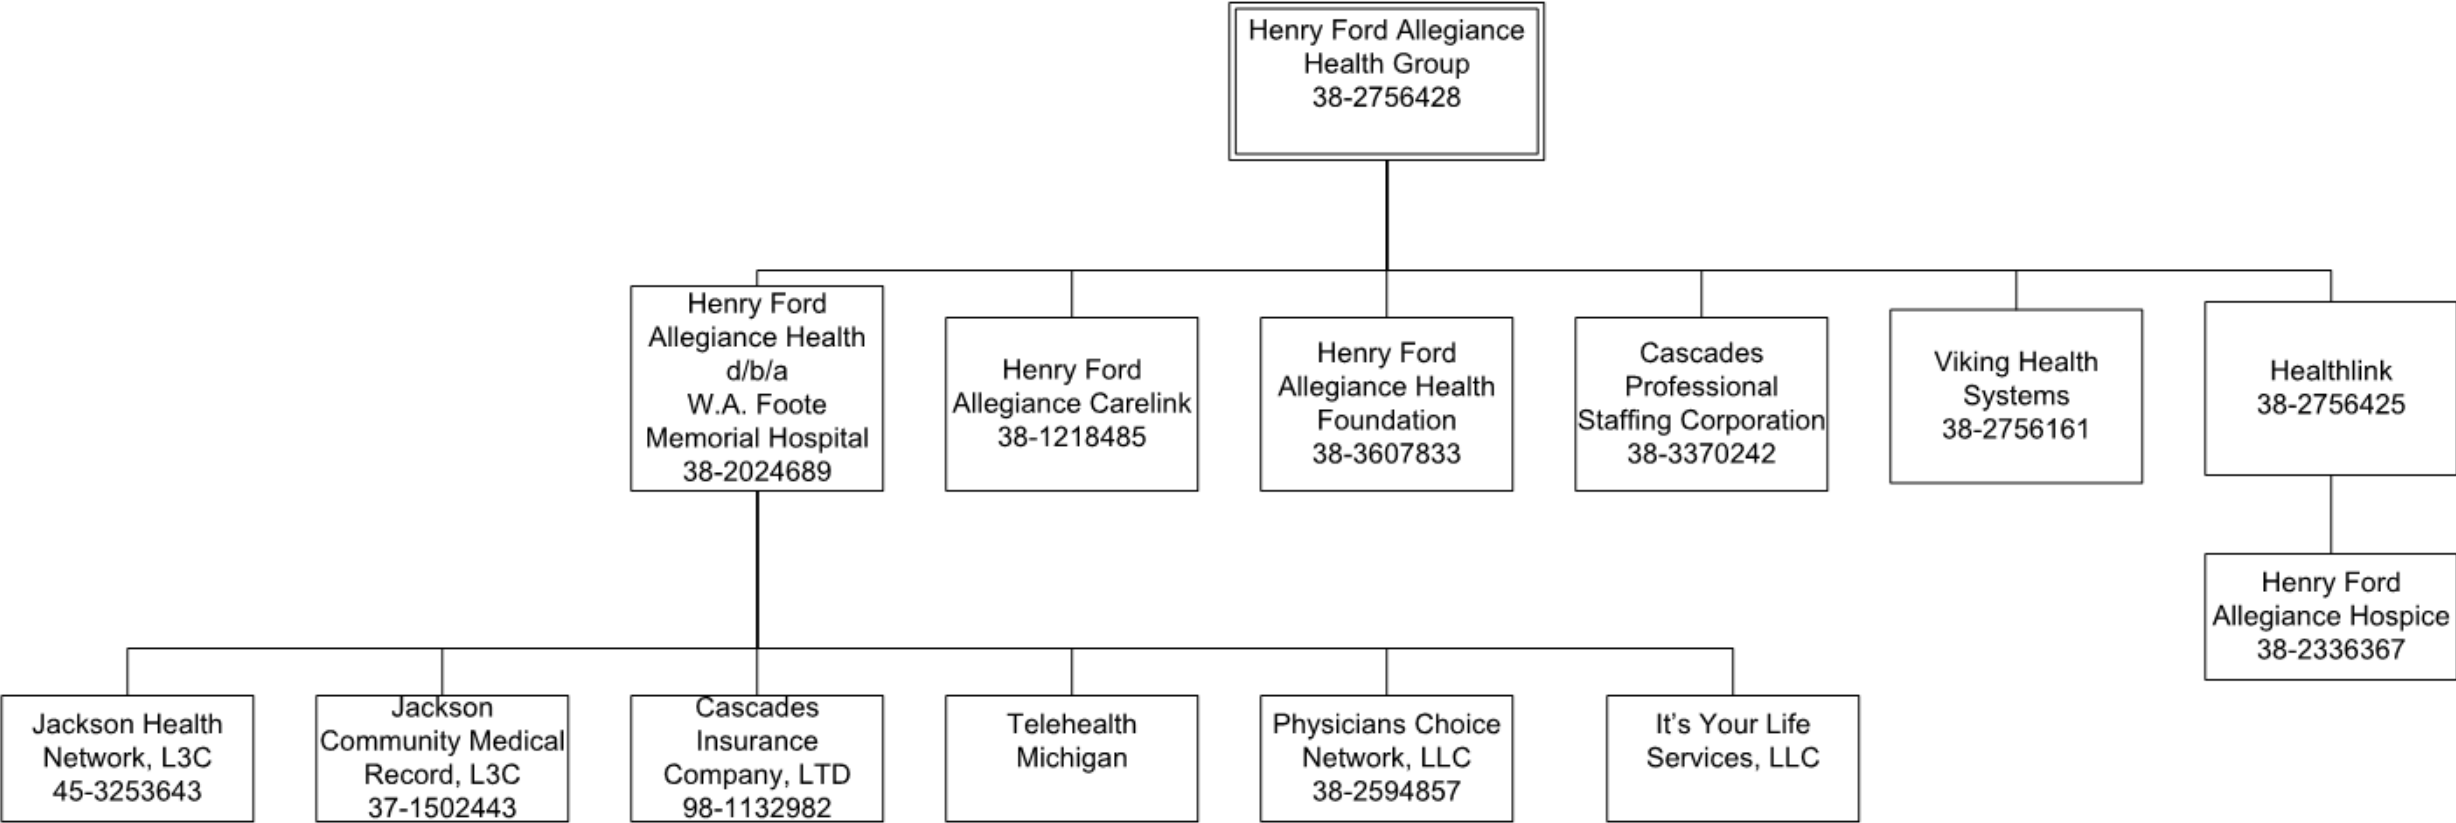 Henry Ford Allegiance
Health Group
38-2756428
Henry Ford
Allegiance Health
d/b/a
W.A. Foote
Memorial Hospital
38-2024689
Henry Ford
Allegiance Carelink
38-1218485
Henry Ford
Allegiance Health
Foundation
38-3607833
Cascades
Professional
Staffing Corporation
38-3370242
Viking Health
Systems
38-2756161
Healthlink
38-2756425
Henry Ford
Allegiance Hospice
38-2336367
Jackson Health
Network, L3C
45-3253643
Jackson
Community Medical
Record, L3C
37-1502443
Cascades
Insurance
Company, LTD
98-1132982
Telehealth
Michigan
Physicians Choice
Network, LLC
38-2594857
It’s Your Life
Services, LLC